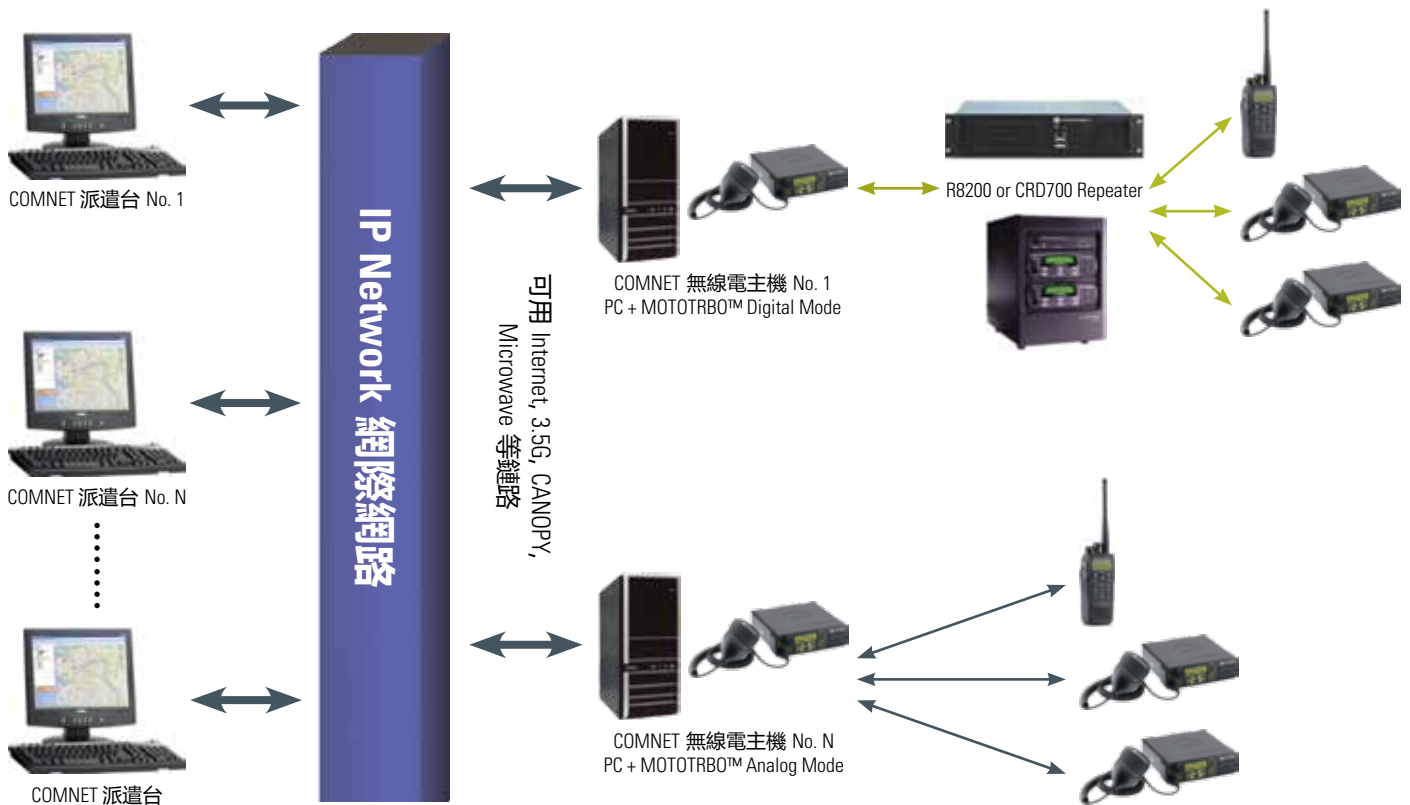 COMNET 派遣台 No. 1
COMNET 派遣台 No. N
COMNET 派遣台
IP Network 網際網路
可用 Internet, 3.5G, CANOPY,
Microwave 等鏈路
COMNET 無線電主機 No. 1
PC + MOTOTRBO™ Digital Mode
R8200 or CRD700 Repeater
COMNET 無線電主機 No. N
PC + MOTOTRBO™ Analog Mode